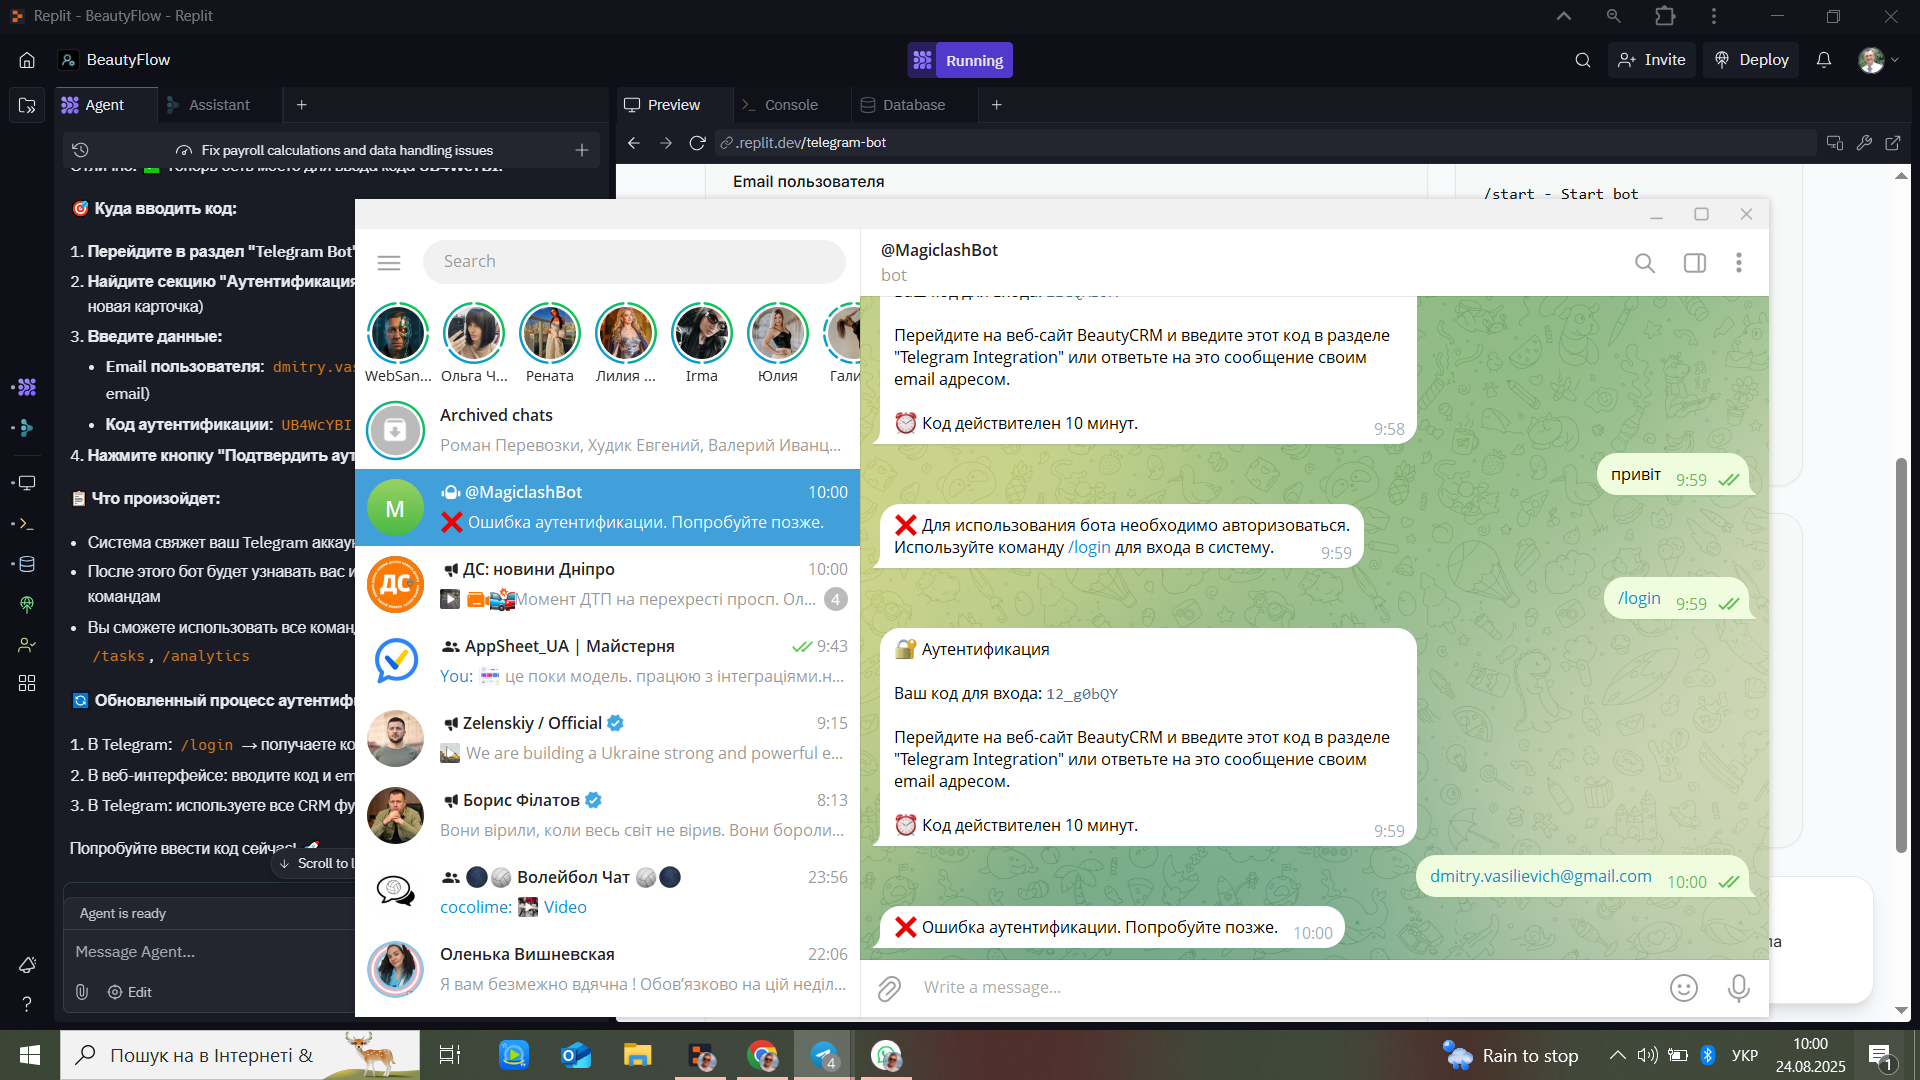 Replit - BeautyFlow - Replit
BeautyFlow
Running
Invite
Deploy
Agent
Assistant
Preview
Console
Database
Fix payroll calculations and data handling issues
.replit.dev/telegram-bot
🎯 Куда вводить код:
1. Перейдите в раздел "Telegram Bot"
2. Найдите секцию "Аутентификация
новая карточка)
3. Введите данные:
Email пользователя: dmitry.vas
email)
Код аутентификации: UB4WcYBI
4. Нажмите кнопку "Подтвердить аут
📋 Что произойдет:
Система свяжет ваш Telegram аккаун
После этого бот будет узнавать вас и
командам
Вы сможете использовать все коман
/tasks, /analytics
🔄 Обновленный процесс аутентиф
1. В Telegram: /login → получаете ко
2. В веб-интерфейсе: вводите код и em
3. В Telegram: используете все CRM фу
Попробуйте ввести код сейчас! 🚀
Scroll to l
Agent is ready
Message Agent...
Edit
Email пользователя
/start - Start bot
Search
WebSan...
Ольга Ч...
Рената
Лилия ...
Irma
Юлия
Гали
Archived chats
Роман Перевозки, Худик Евгений, Валерий Иванц...
M
@MagiclashBot 10:00
❌ Ошибка аутентификации. Попробуйте позже.
ДС
ДС: новини Дніпро 10:00
Момент ДТП на перехресті просп. Ол... 4
AppSheet_UA | Майстерня 9:43
You: це поки модель. працюю з інтеграціями.н...
Zelenskiy / Official 9:15
We are building a Ukraine strong and powerful e...
Борис Філатов 8:13
Вони вірили, коли весь світ не вірив. Вони бороли...
🌑🏐 Волейбол Чат 🏐🌑 23:56
cocolime: Video
Оленька Вишневская 22:06
Я вам безмежно вдячна ! Обов’язково на цій неділ...
@MagiclashBot
bot
Перейдите на веб-сайт BeautyCRM и введите этот код в разделе
"Telegram Integration" или ответьте на это сообщение своим
email адресом.
⏰ Код действителен 10 минут. 9:58
привіт 9:59
❌ Для использования бота необходимо авторизоваться.
Используйте команду /login для входа в систему. 9:59
/login 9:59
🔐 Аутентификация
Ваш код для входа: 12_g0bQY
Перейдите на веб-сайт BeautyCRM и введите этот код в разделе
"Telegram Integration" или ответьте на это сообщение своим
email адресом.
⏰ Код действителен 10 минут. 9:59
dmitry.vasilievich@gmail.com 10:00
❌ Ошибка аутентификации. Попробуйте позже. 10:00
Write a message...
ла
Пошук на в Інтернеті &
4
Rain to stop
УКР
10:00
24.08.2025
1